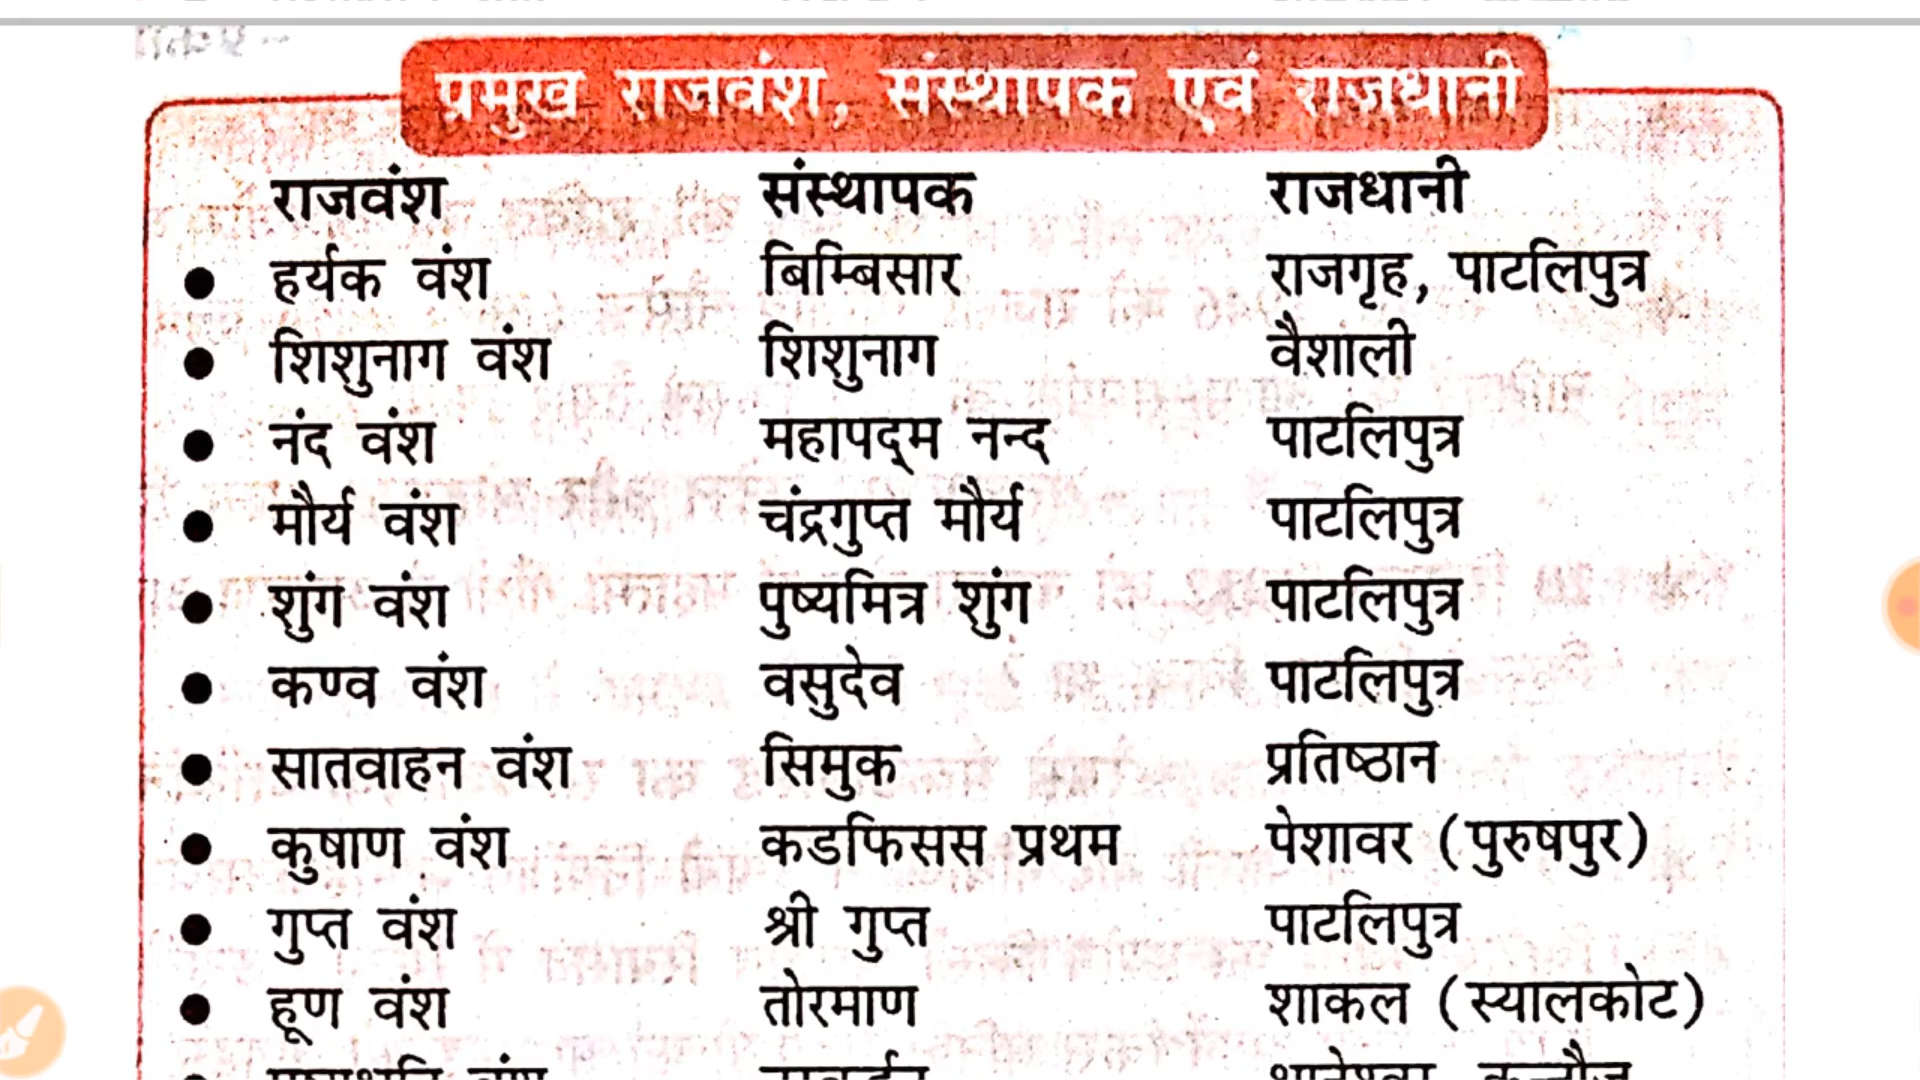 प्रमुख राजवंश, संस्थापक एवं राजधानी
राजवंश संस्थापक राजधानी
● हर्यक वंश बिम्बिसार राजगृह, पाटलिपुत्र
● शिशुनाग वंश शिशुनाग वैशाली
● नंद वंश महापद्म नन्द पाटलिपुत्र
● मौर्य वंश चंद्रगुप्त मौर्य पाटलिपुत्र
● शुंग वंश पुष्यमित्र शुंग पाटलिपुत्र
● कण्व वंश वसुदेव पाटलिपुत्र
● सातवाहन वंश सिमुक प्रतिष्ठान
● कुषाण वंश कडफिसस प्रथम पेशावर (पुरुषपुर)
● गुप्त वंश श्री गुप्त पाटलिपुत्र
● हूण वंश तोरमाण शाकल (स्यालकोट)